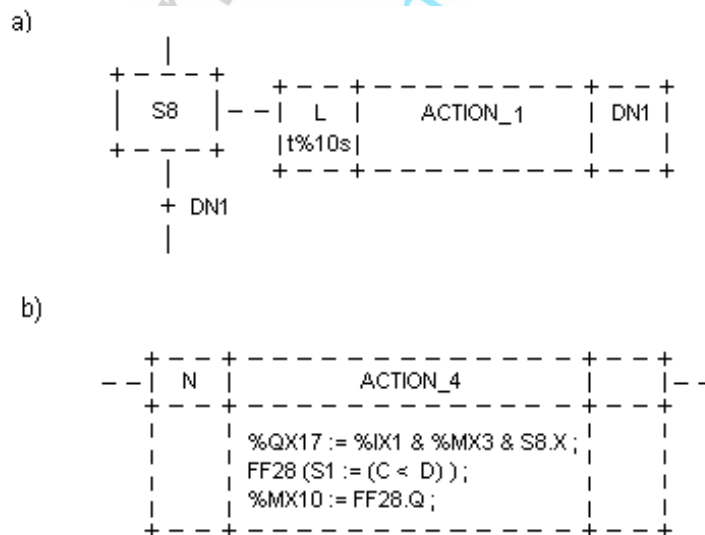 a)
S8
L
ACTION_1
DN1
t%10s
DN1
b)
N
ACTION_4
%QX17 := %IX1 & %MX3 & S8.X ;
FF28 (S1 := (C < D) ) ;
%MX10 := FF28.Q ;